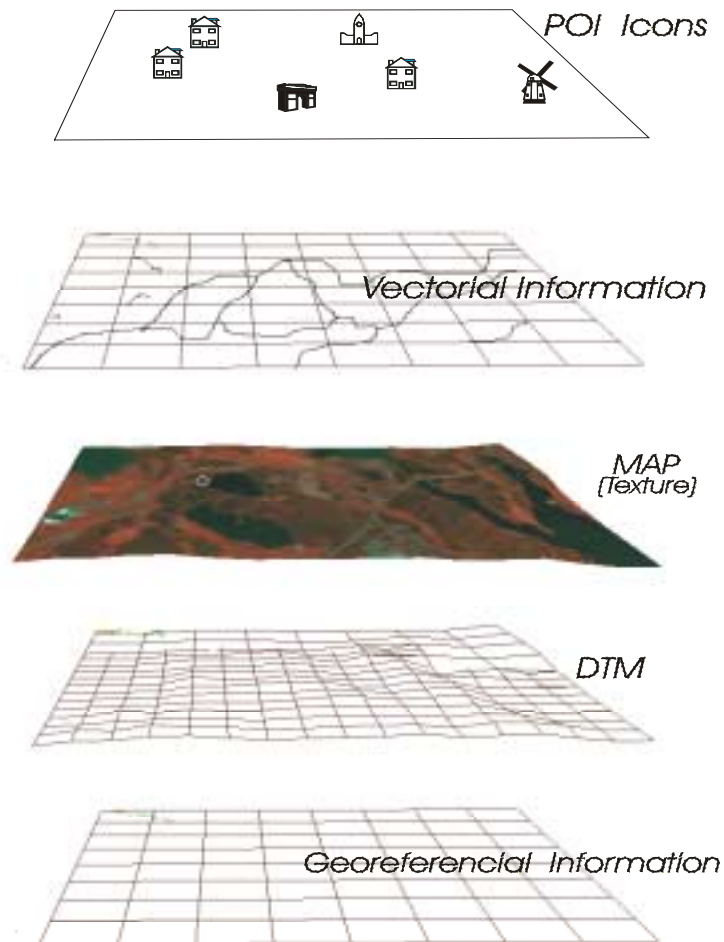 POI Icons
Vectorial Information
MAP
(Texture)
DTM
Georeferencial Information